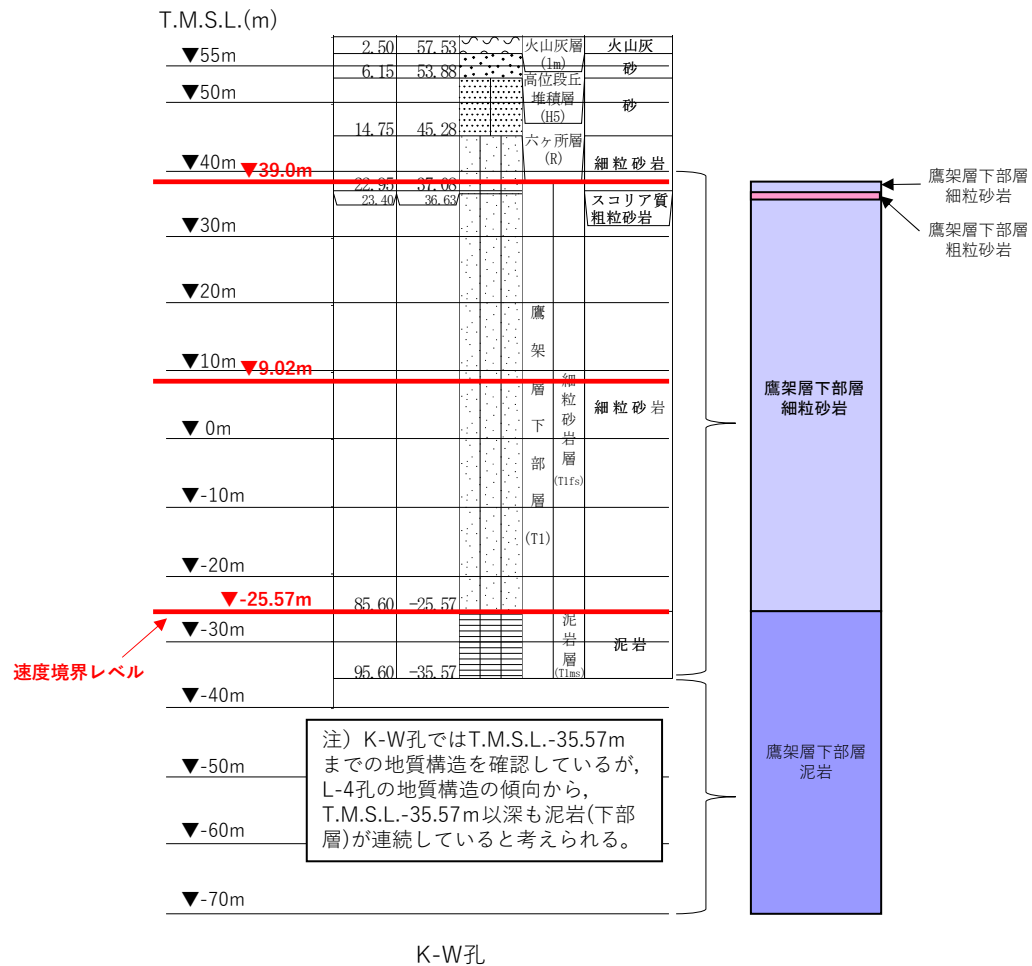 T.M.S.L.(m)
▼55m
▼50m
▼40m
▼39.0m
▼30m
▼20m
▼10m
▼9.02m
▼ 0m
▼-10m
▼-20m
▼-25.57m
▼-30m
速度境界レベル
▼-40m
▼-50m
▼-60m
▼-70m
2.50 57.53
6.15 53.88
14.75 45.28
22.95 37.08
23.40 36.63
85.60 -25.57
95.60 -35.57
火山灰層
(lm)
高位段丘
堆積層
(H5)
六ヶ所層
(R)
鷹架層下部層
(T1)
細粒砂岩層
(T1fs)
泥岩層
(T1ms)
火山灰
砂
砂
細粒砂岩
スコリア質
粗粒砂岩
細粒砂岩
泥岩
注）K-W孔ではT.M.S.L.-35.57m
までの地質構造を確認しているが,
L-4孔の地質構造の傾向から,
T.M.S.L.-35.57m以深も泥岩(下部
層)が連続していると考えられる。
鷹架層下部層
細粒砂岩
鷹架層下部層
粗粒砂岩
鷹架層下部層
細粒砂岩
鷹架層下部層
泥岩
K-W孔